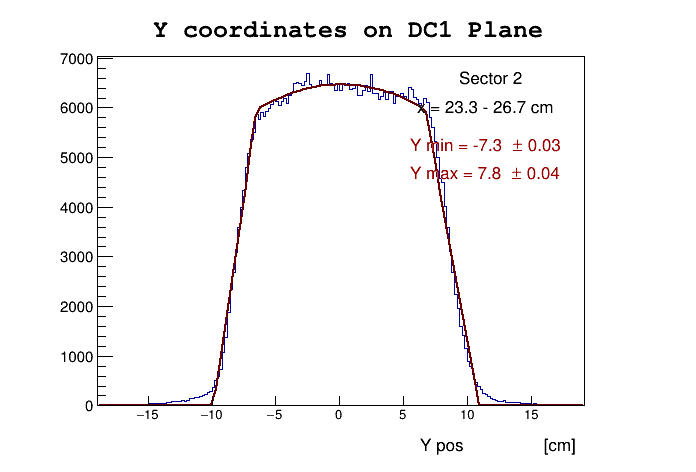 Y coordinates on DC1 Plane
7000
6000
5000
4000
3000
2000
1000
0
Sector 2
X = 23.3 - 26.7 cm
Y min = -7.3 ± 0.03
Y max = 7.8 ± 0.04
−15 −10 −5 0 5 10 15
Y pos [cm]